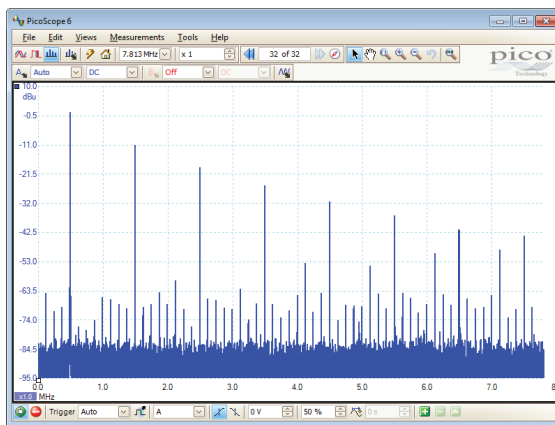 PicoScope 6
File Edit Views Measurements Tools Help
7.813 MHz x 1 32 of 32
pico
Technology
A Auto DC Off DC
10.0
dBu
-0.5
-11.0
-21.5
-32.0
-42.5
-53.0
-63.5
-74.0
-84.5
-95.0
0.0 1.0 2.0 3.0 4.0 5.0 6.0 7.0 8.
x1.0 MHz
Trigger Auto A 0 V 50 % 0 s